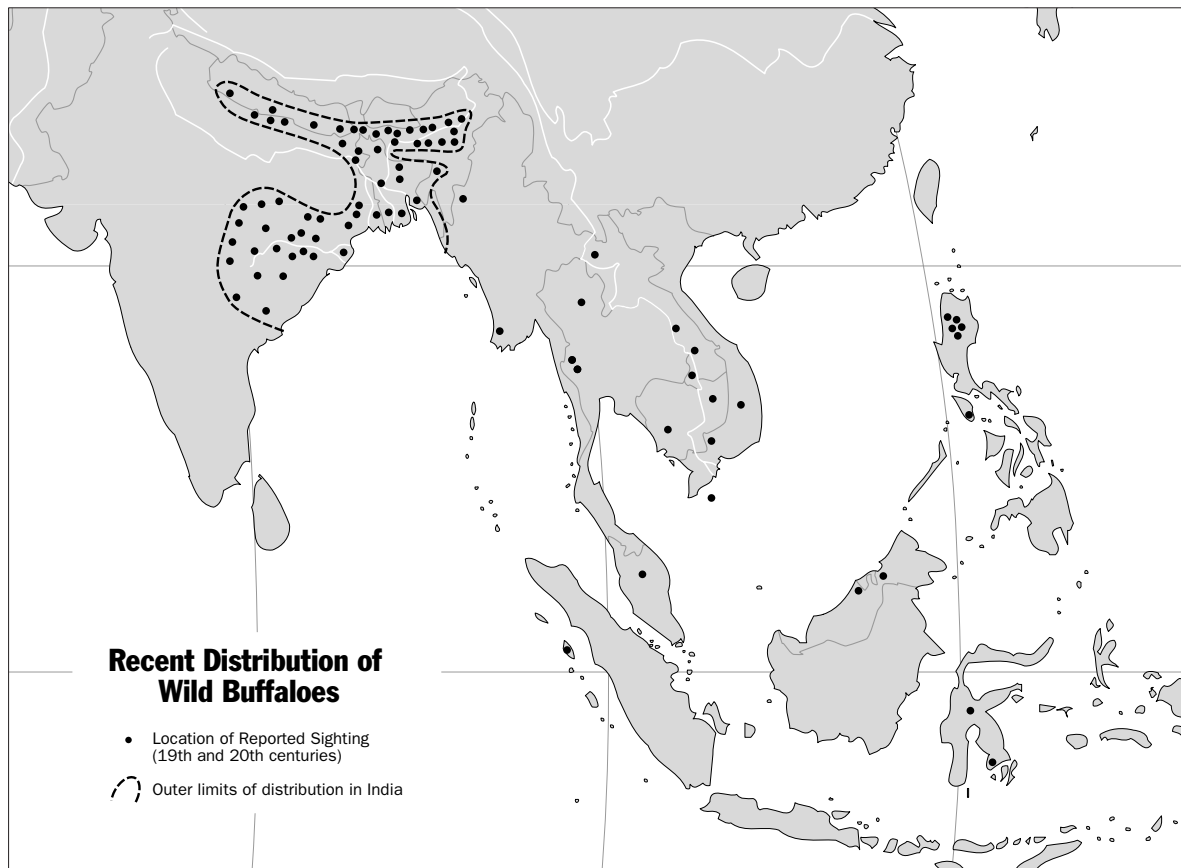 Recent Distribution of
Wild Buffaloes
Location of Reported Sighting
(19th and 20th centuries)
Outer limits of distribution in India